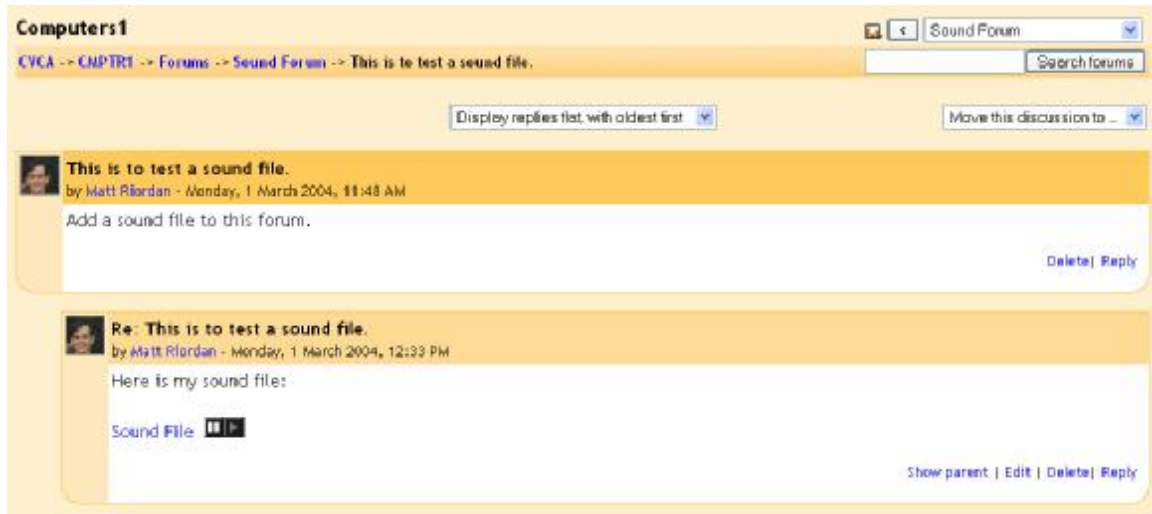 Computers1
< Sound Forum
CVCA -> CMPTR1 -> Forums -> Sound Forum -> This is to test a sound file.
Search forums
Display replies flat, with oldest first
Move this discussion to ...
This is to test a sound file.
by Matt Riordan - Monday, 1 March 2004, 11:48 AM
Add a sound file to this forum.
Delete| Reply
Re: This is to test a sound file.
by Matt Riordan - Monday, 1 March 2004, 12:33 PM
Here is my sound file:
Sound File
Show parent | Edit | Delete| Reply